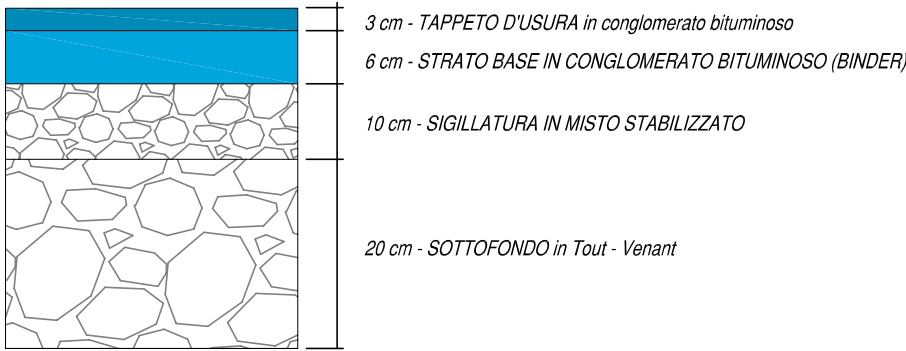 3 cm - TAPPETO D'USURA in conglomerato bituminoso
6 cm - STRATO BASE IN CONGLOMERATO BITUMINOSO (BINDER)
10 cm - SIGILLATURA IN MISTO STABILIZZATO
20 cm - SOTTOFONDO in Tout - Venant